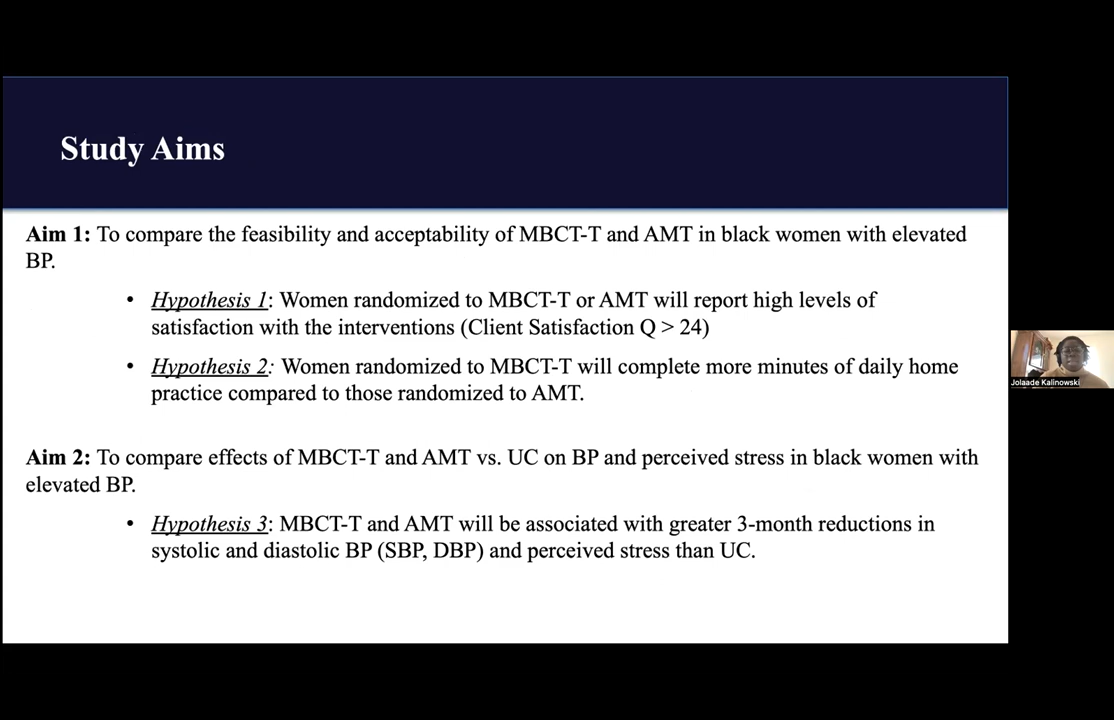 Study Aims
Aim 1: To compare the feasibility and acceptability of MBCT-T and AMT in black women with elevated
BP.
• Hypothesis 1: Women randomized to MBCT-T or AMT will report high levels of
satisfaction with the interventions (Client Satisfaction Q > 24)
• Hypothesis 2: Women randomized to MBCT-T will complete more minutes of daily home
practice compared to those randomized to AMT.
Aim 2: To compare effects of MBCT-T and AMT vs. UC on BP and perceived stress in black women with
elevated BP.
• Hypothesis 3: MBCT-T and AMT will be associated with greater 3-month reductions in
systolic and diastolic BP (SBP, DBP) and perceived stress than UC.
Jolaade Kalinowski